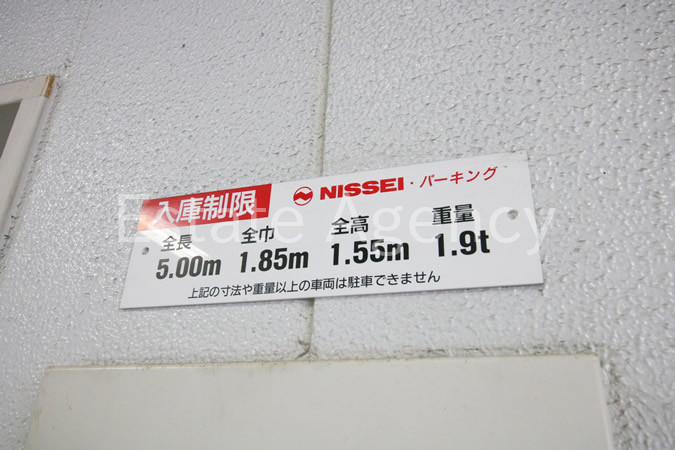 入庫制限 NISSEI・パーキング
全長 全巾 全高 重量
5.00m 1.85m 1.55m 1.9t
上記の寸法や重量以上の車両は駐車できません
Estate Agency